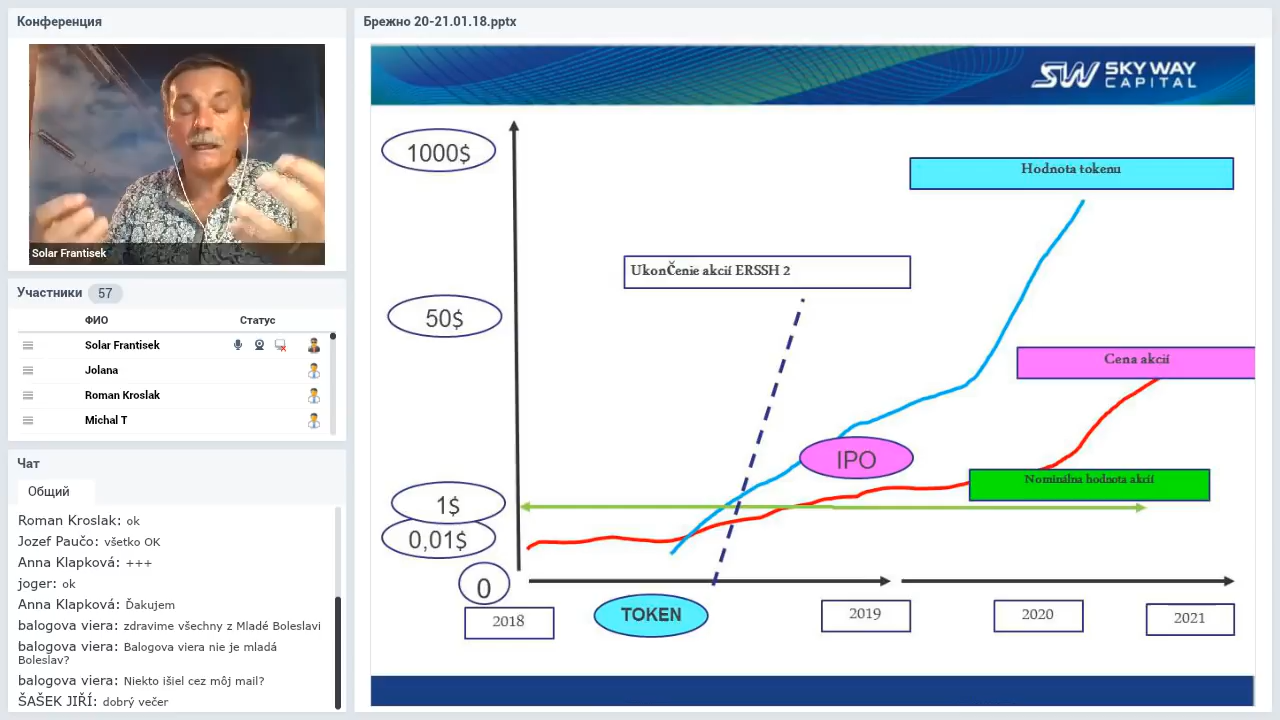 Конференция
Solar Frantisek
Участники 57
ФИО Статус
Solar Frantisek
Jolana
Roman Kroslak
Michal T
Чат
Общий
Roman Kroslak: ok
Jozef Paučo: všetko OK
Anna Klapková: +++
joger: ok
Anna Klapková: Ďakujem
balogova viera: zdravime všechny z Mladé Boleslavi
balogova viera: Balogova viera nie je mladá
Boleslav?
balogova viera: Niekto išiel cez môj mail?
ŠAŠEK JIŘÍ: dobrý večer
Брежно 20-21.01.18.pptx
SW SKY WAY
CAPITAL
1000$
Hodnota tokenu
UkonČenie akcií ERSSH 2
50$
Cena akcií
IPO
Nominálna hodnota akcií
1$
0,01$
0
2018
TOKEN
2019
2020
2021